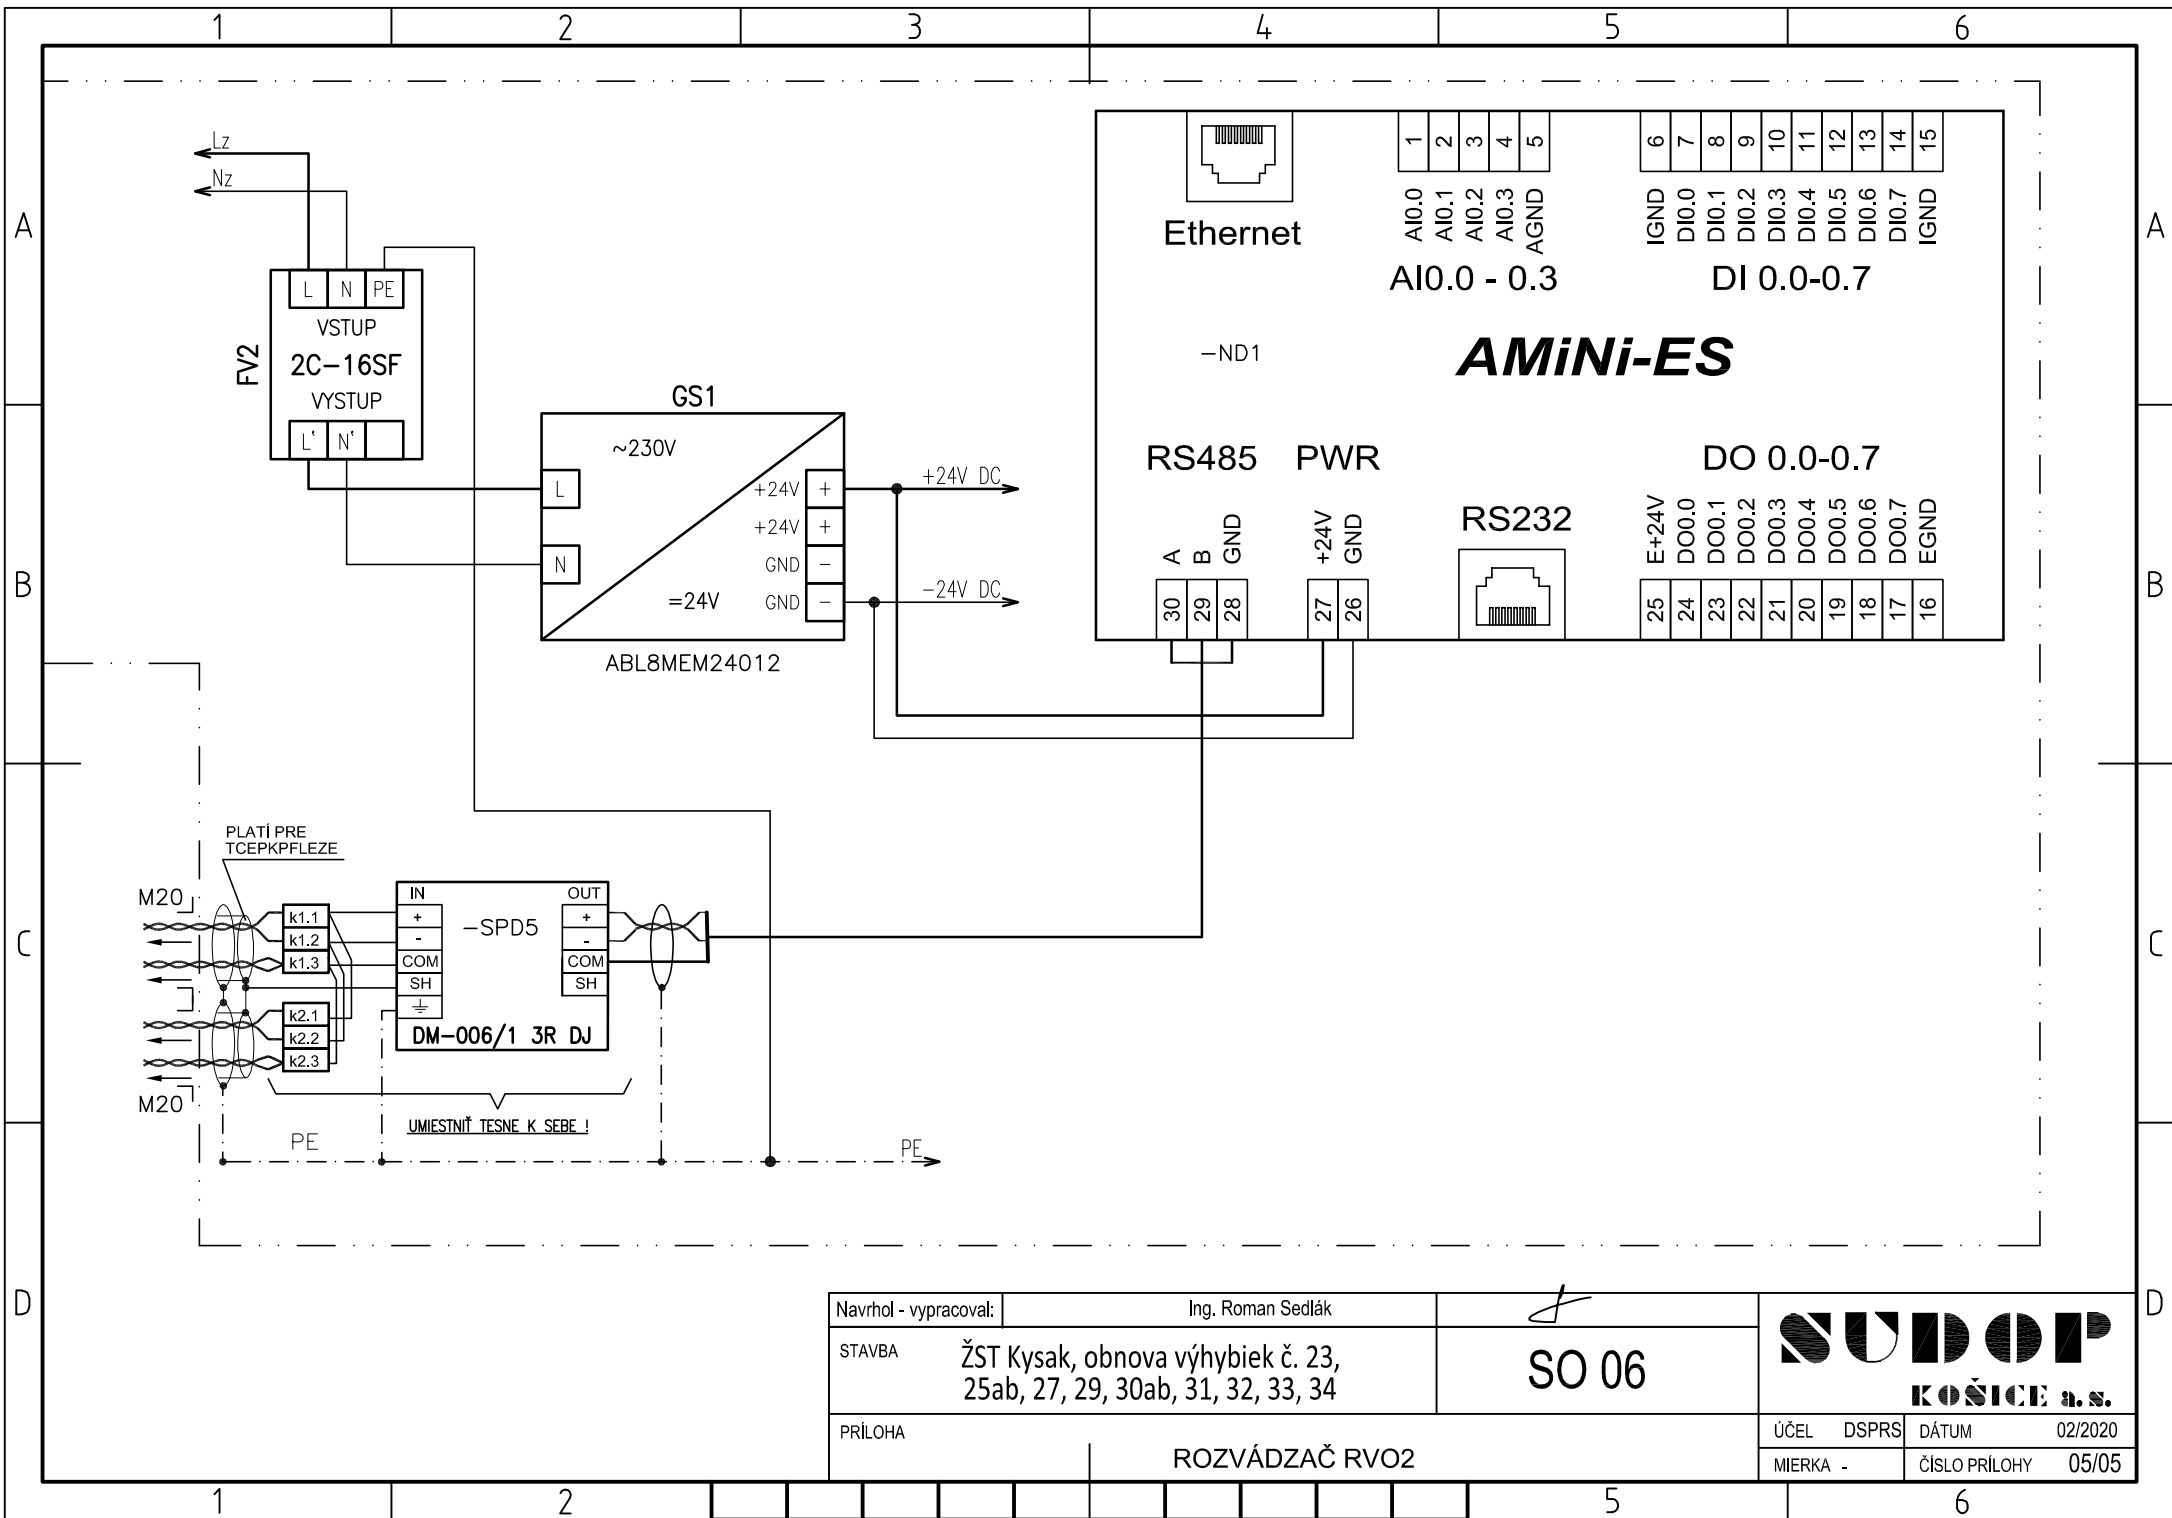 1 2 3 4 5 6
A
B
C
D
A
B
C
D
Lz
Nz
L N PE
VSTUP
2C-16SF
VYSTUP
L' N'
FV2
GS1
~230V
L
N
+24V +
+24V +
GND -
GND -
=24V
ABL8MEM24012
+24V DC
-24V DC
Ethernet
1 2 3 4 5
AI0.0 AI0.1 AI0.2 AI0.3 AGND
AI0.0 - 0.3
6 7 8 9 10 11 12 13 14 15
IGND DI0.0 DI0.1 DI0.2 DI0.3 DI0.4 DI0.5 DI0.6 DI0.7 IGND
DI 0.0-0.7
-ND1
AMiNi-ES
RS485 PWR
DO 0.0-0.7
RS232
A B GND
+24V GND
E+24V DO0.0 DO0.1 DO0.2 DO0.3 DO0.4 DO0.5 DO0.6 DO0.7 EGND
30 29 28
27 26
25 24 23 22 21 20 19 18 17 16
PLATÍ PRE
TCEPKPFLEZE
M20
k1.1
k1.2
k1.3
k2.1
k2.2
k2.3
M20
IN OUT
+ +
- -
COM COM
SH SH
-SPD5
DM-006/1 3R DJ
UMIESTNIŤ TESNE K SEBE !
PE
PE
Navrhol - vypracoval: Ing. Roman Sedlák
STAVBA
ŽST Kysak, obnova výhybiek č. 23,
25ab, 27, 29, 30ab, 31, 32, 33, 34
SO 06
SUDOP
KOŠICE a.s.
PRÍLOHA
ROZVÁDZAČ RVO2
ÚČEL DSPRS DÁTUM 02/2020
MIERKA - ČÍSLO PRÍLOHY 05/05
1 2 5 6